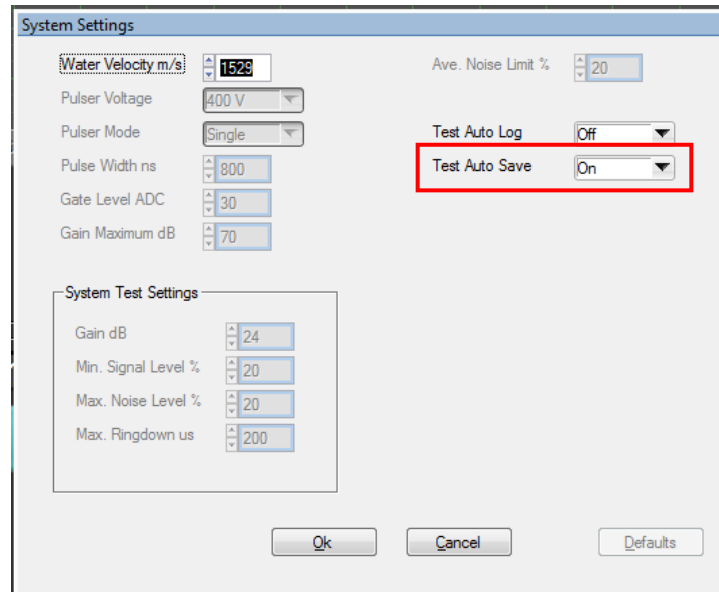 System Settings
Water Velocity m/s 1529
Ave. Noise Limit % 20
Pulser Voltage 400 V
Pulser Mode Single
Test Auto Log Off
Pulse Width ns 800
Test Auto Save On
Gate Level ADC 30
Gain Maximum dB 70
System Test Settings
Gain dB 24
Min. Signal Level % 20
Max. Noise Level % 20
Max. Ringdown us 200
Ok Cancel Defaults